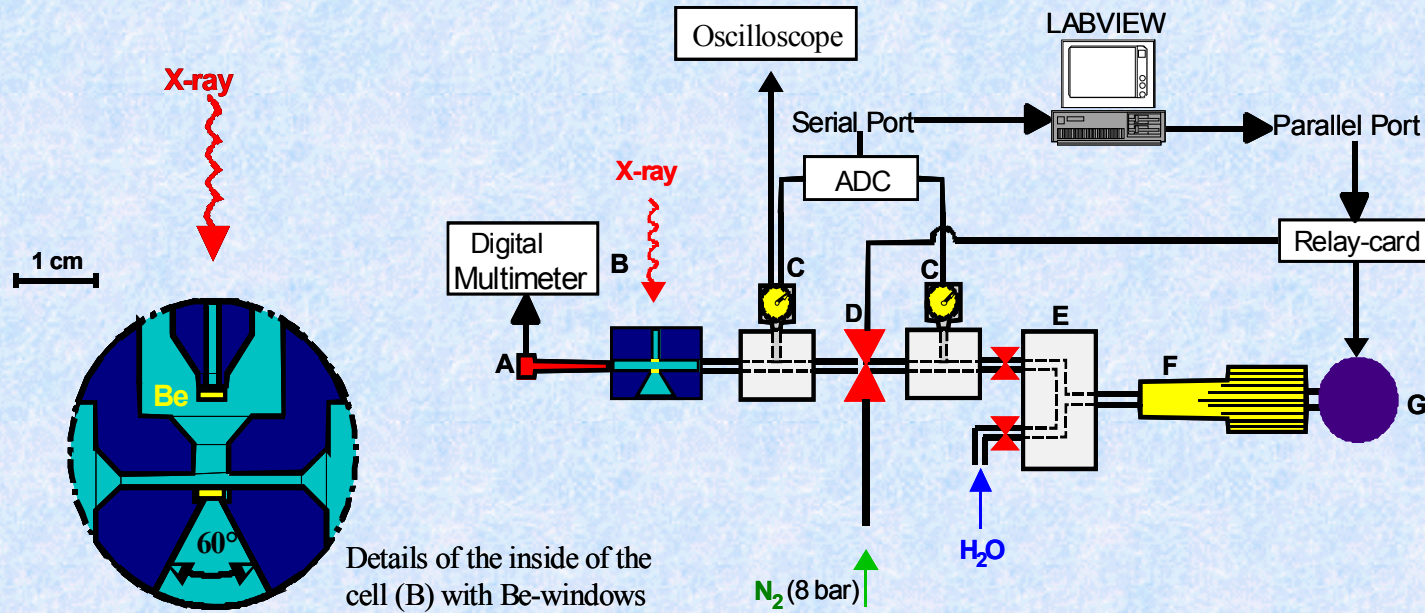 Oscilloscope
LABVIEW
X-ray
Serial Port
Parallel Port
X-ray
ADC
1 cm
Digital
Multimeter
B
C
C
Relay-card
D
E
A
F
Be
G
60°
H2O
Details of the inside of the
cell (B) with Be-windows
N2 (8 bar)